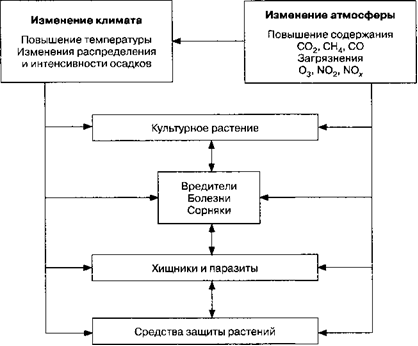 Изменение климата
Повышение температуры
Изменения распределения
и интенсивности осадков
Изменение атмосферы
Повышение содержания
CO₂, CH₄, CO
Загрязнения
O₃, NO₂, NOₓ
Культурное растение
Вредители
Болезни
Сорняки
Хищники и паразиты
Средства защиты растений